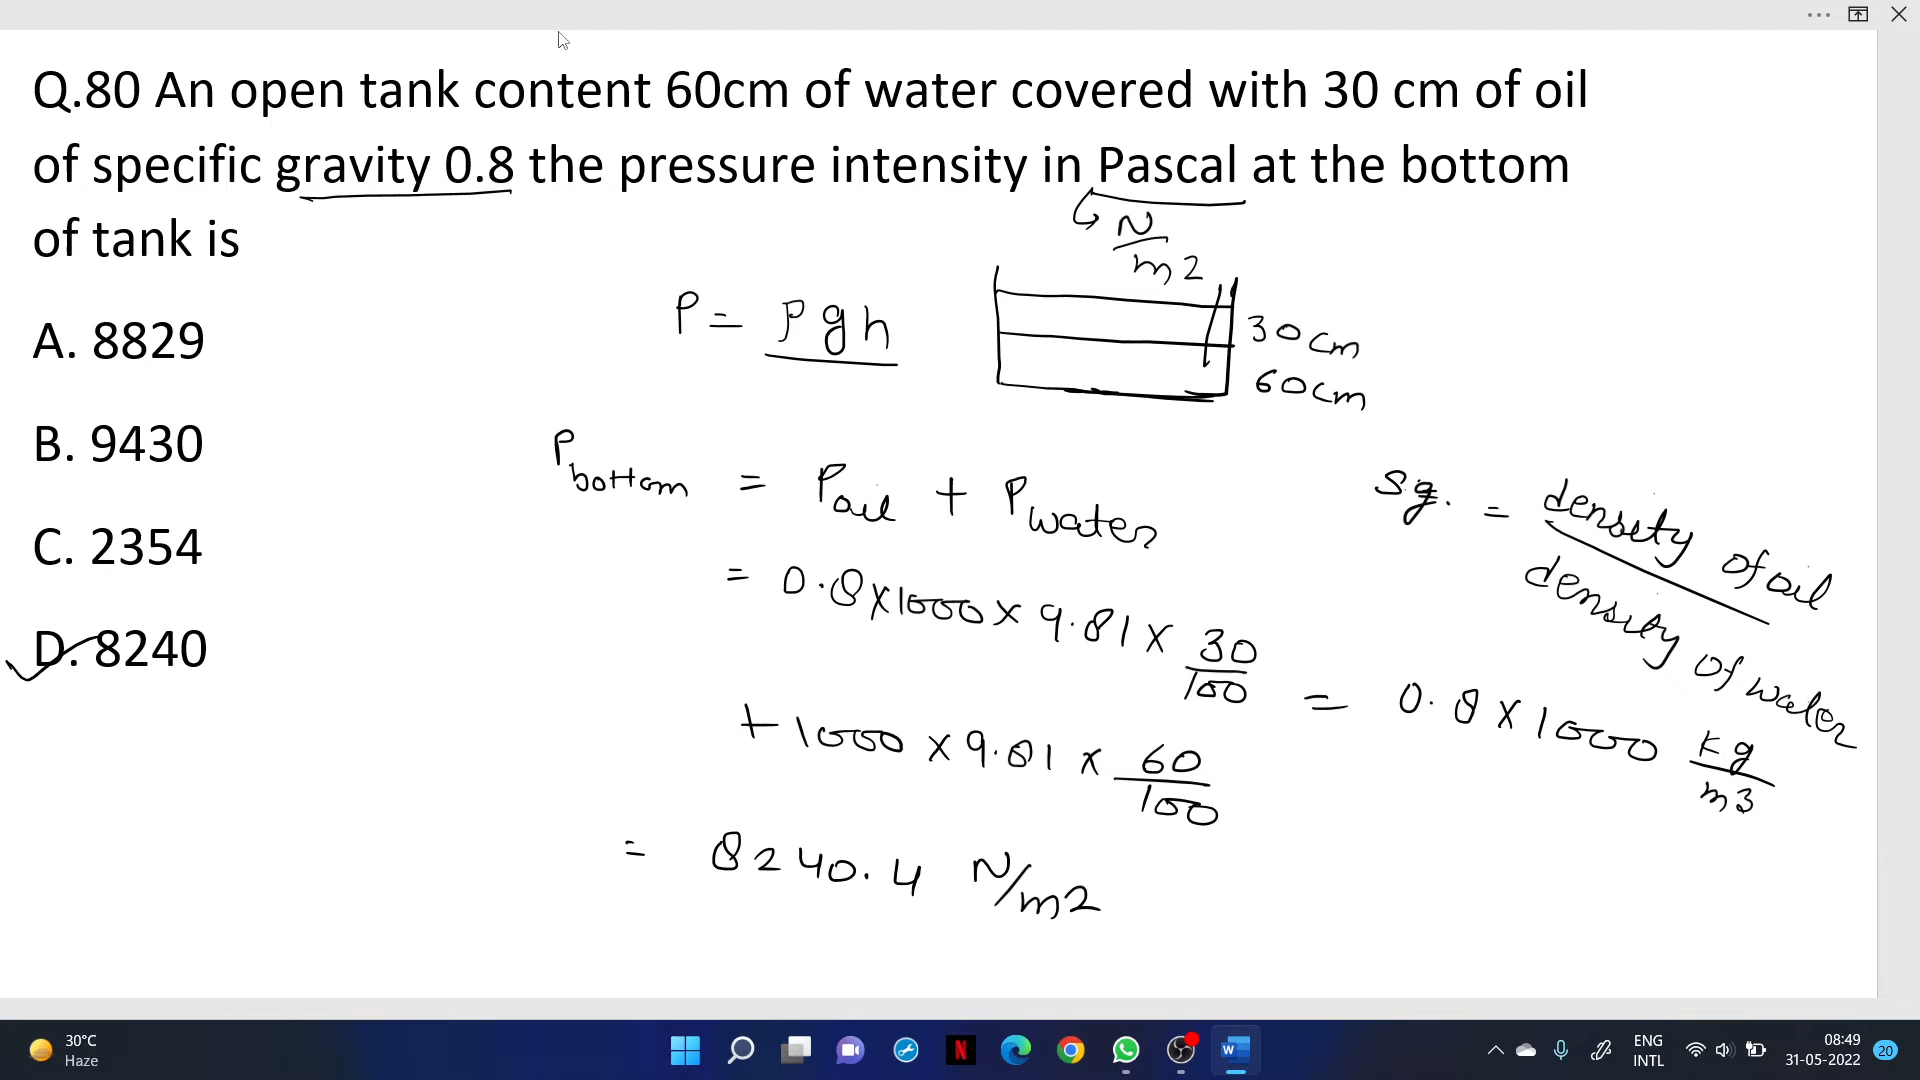 Q.80 An open tank content 60cm of water covered with 30 cm of oil
of specific gravity 0.8 the pressure intensity in Pascal at the bottom
of tank is
N/m2
A. 8829
P = ρgh
30cm
60cm
B. 9430
P bottom = P oil + P water
s.g. = density of oil / density of water
C. 2354
= 0.8 x 1000 x 9.81 x 30/100
D. 8240
= 0.8 x 1000 kg/m3
+ 1000 x 9.81 x 60/100
= 8240.4 N/m2
30°C
Haze
ENG
INTL
08:49
31-05-2022
20